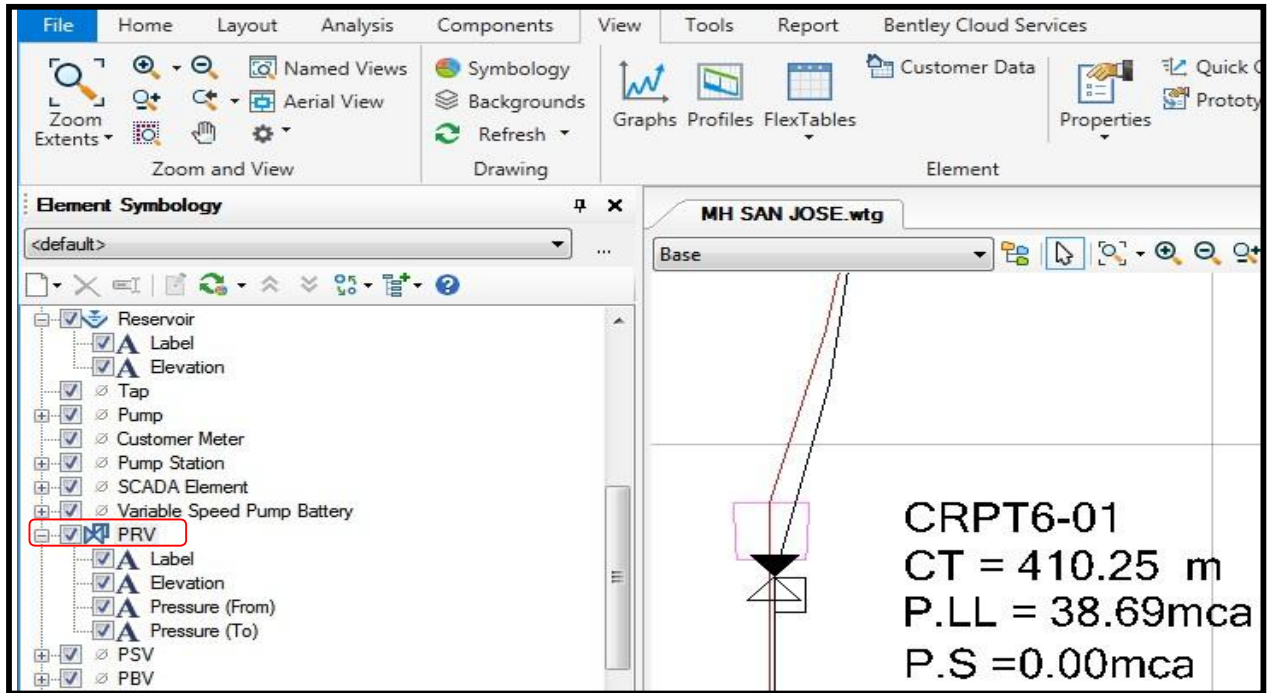 File Home Layout Analysis Components View Tools Report Bentley Cloud Services
Named Views
Aerial View
Zoom
Extents
Zoom and View
Symbology
Backgrounds
Refresh
Drawing
Graphs Profiles FlexTables
Customer Data
Properties
Quick
Element
Element Symbology
<default>
...
Reservoir
A Label
A Elevation
Tap
Pump
Customer Meter
Pump Station
SCADA Element
Variable Speed Pump Battery
PRV
A Label
A Elevation
A Pressure (From)
A Pressure (To)
PSV
PBV
MH SAN JOSE.wtg
Base
CRPT6-01
CT = 410.25 m
P.LL = 38.69mca
P.S =0.00mca